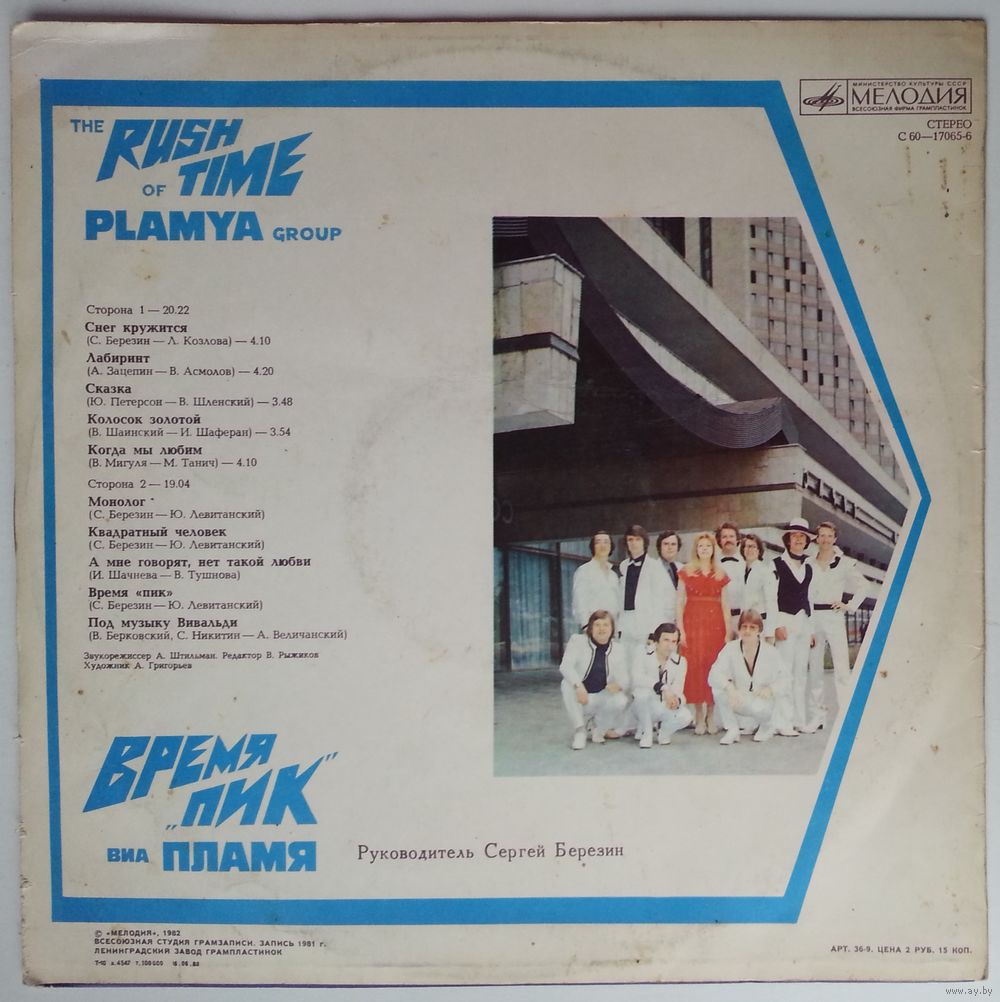 THE RUSH
OF TIME
PLAMYA GROUP
МИНИСТЕРСТВО КУЛЬТУРЫ СССР
МЕЛОДИЯ
ВСЕСОЮЗНАЯ ФИРМА ГРАМПЛАСТИНОК
СТЕРЕО
С 60—17065-6
Сторона 1 — 20.22
Снег кружится
(С. Березин — Л. Козлова) — 4.10
Лабиринт
(А. Зацепин — В. Асмолов) — 4.20
Сказка
(Ю. Петерсон — В. Шленский) — 3.48
Колосок золотой
(В. Шаинский — И. Шаферан) — 3.54
Когда мы любим
(В. Мигуля — М. Танич) — 4.10
Сторона 2 — 19.04
Монолог
(С. Березин — Ю. Левитанский)
Квадратный человек
(С. Березин — Ю. Левитанский)
А мне говорят, нет такой любви
(И. Шачнева — В. Тушнова)
Время «пик»
(С. Березин — Ю. Левитанский)
Под музыку Вивальди
(В. Берковский, С. Никитин — А. Величанский)
Звукорежиссер А. Штильман. Редактор В. Рыжиков
Художник А. Григорьев
ВРЕМЯ
„ПИК“
ВИА ПЛАМЯ
Руководитель Сергей Березин
© «МЕЛОДИЯ», 1982
ВСЕСОЮЗНАЯ СТУДИЯ ГРАМЗАПИСИ. ЗАПИСЬ 1981 г.
ЛЕНИНГРАДСКИЙ ЗАВОД ГРАМПЛАСТИНОК
АРТ. 36-9. ЦЕНА 2 РУБ. 15 КОП.
www.ay.by